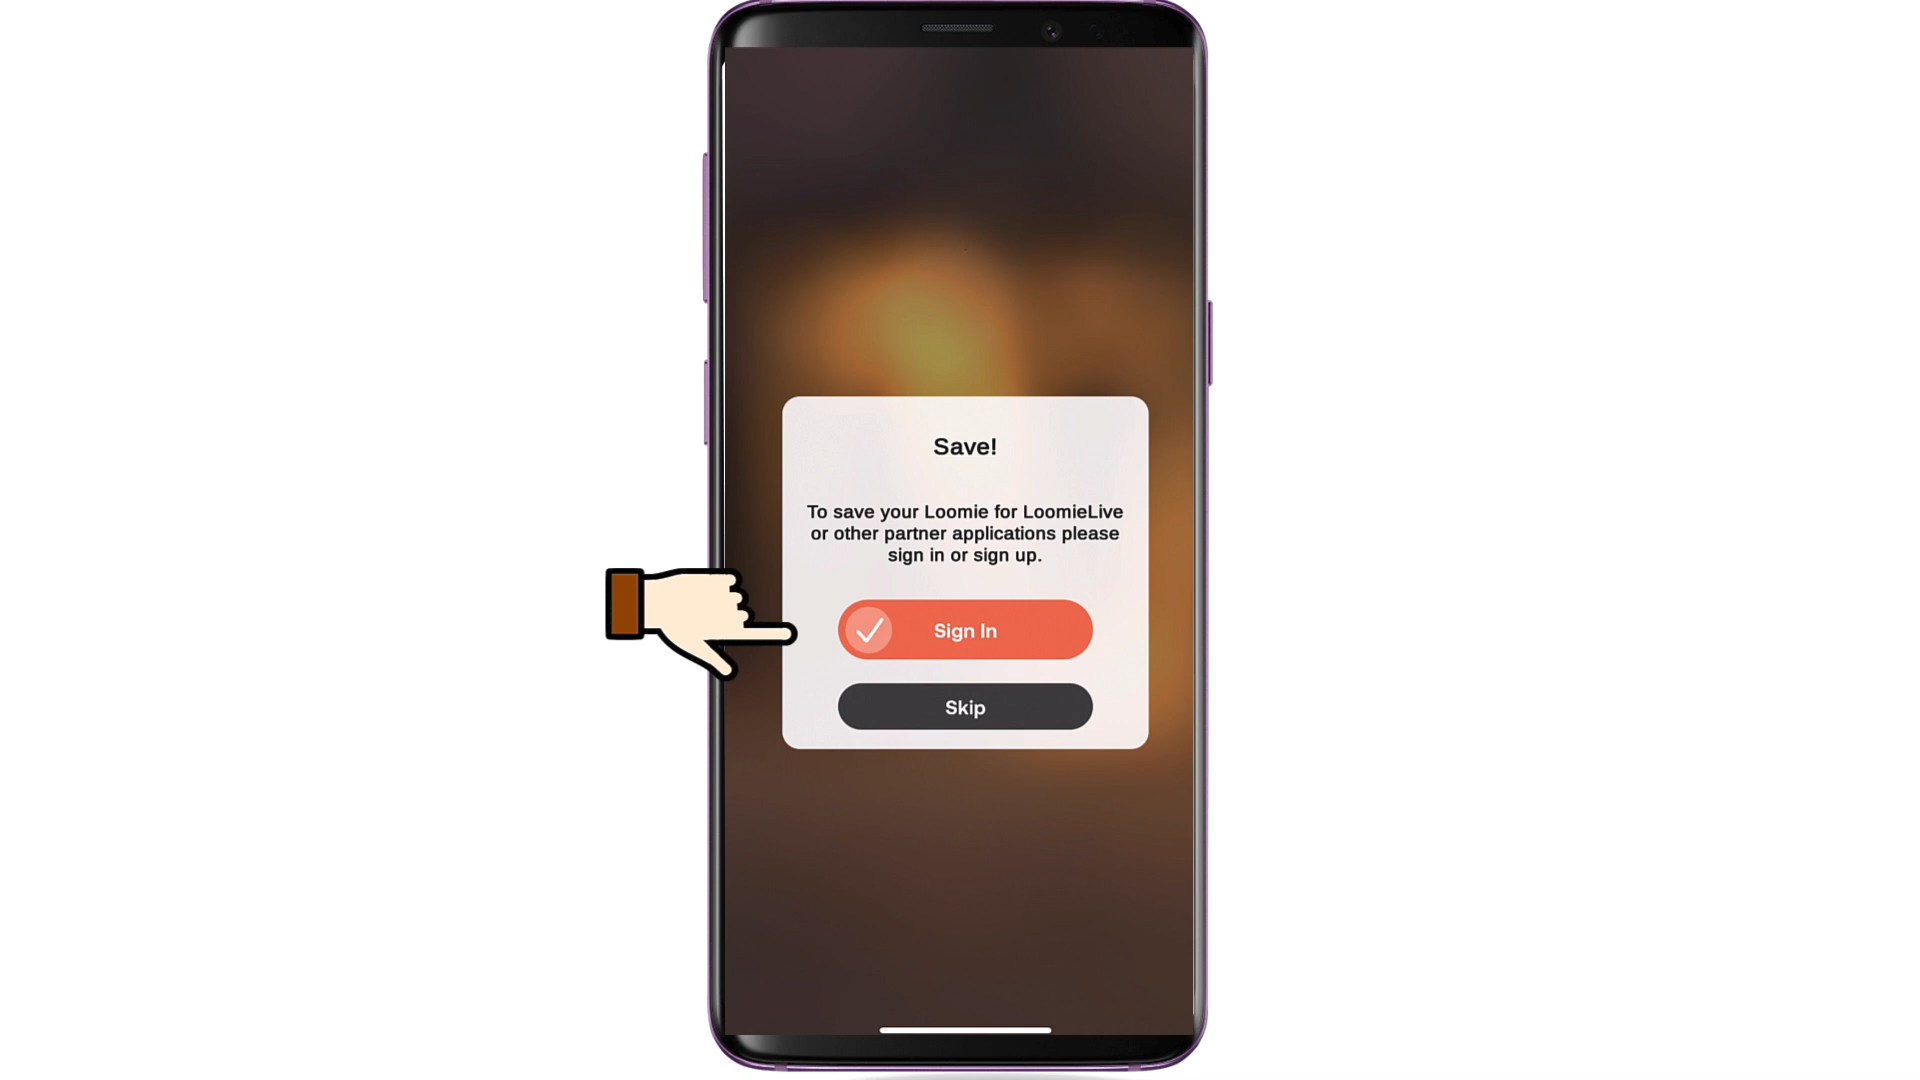 Save!
To save your Loomie for LoomieLive
or other partner applications please
sign in or sign up.
Sign In
Skip